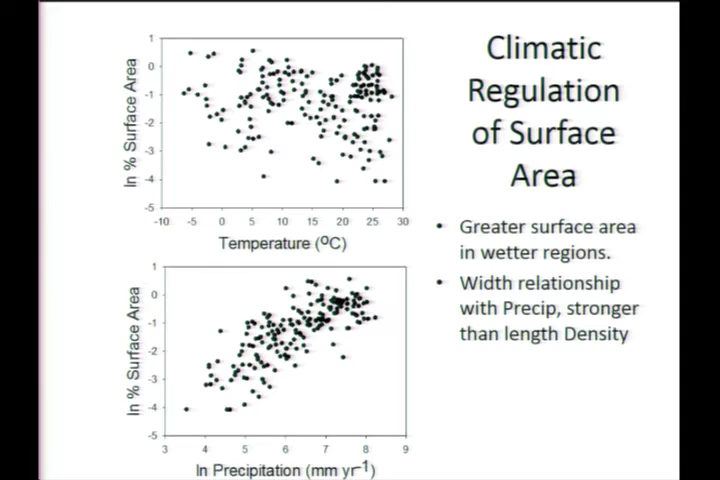 Climatic
Regulation
of Surface
Area
• Greater surface area
in wetter regions.
• Width relationship
with Precip, stronger
than length Density
ln % Surface Area
1
0
-1
-2
-3
-4
-5
-10 -5 0 5 10 15 20 25 30
Temperature (ºC)
ln % Surface Area
1
0
-1
-2
-3
-4
-5
3 4 5 6 7 8 9
ln Precipitation (mm yr-1)